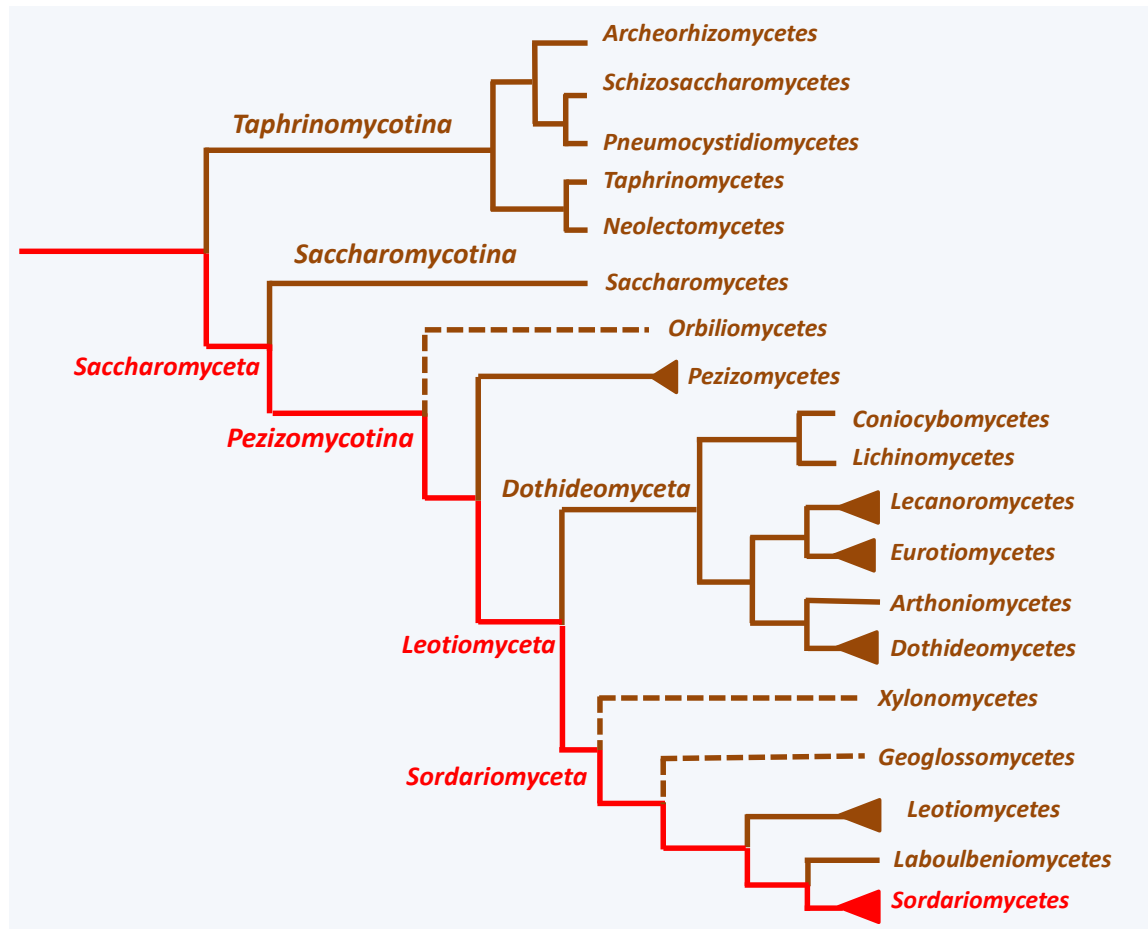 Archeorhizomycetes
Schizosaccharomycetes
Taphrinomycotina
Pneumocystidiomycetes
Taphrinomycetes
Neolectomycetes
Saccharomycotina
Saccharomycetes
Orbiliomycetes
Saccharomyceta
Pezizomycetes
Coniocybomycetes
Pezizomycotina
Lichinomycetes
Dothideomyceta
Lecanoromycetes
Eurotiomycetes
Arthoniomycetes
Leotiomyceta
Dothideomycetes
Xylonomycetes
Geoglossomycetes
Sordariomyceta
Leotiomycetes
Laboulbeniomycetes
Sordariomycetes